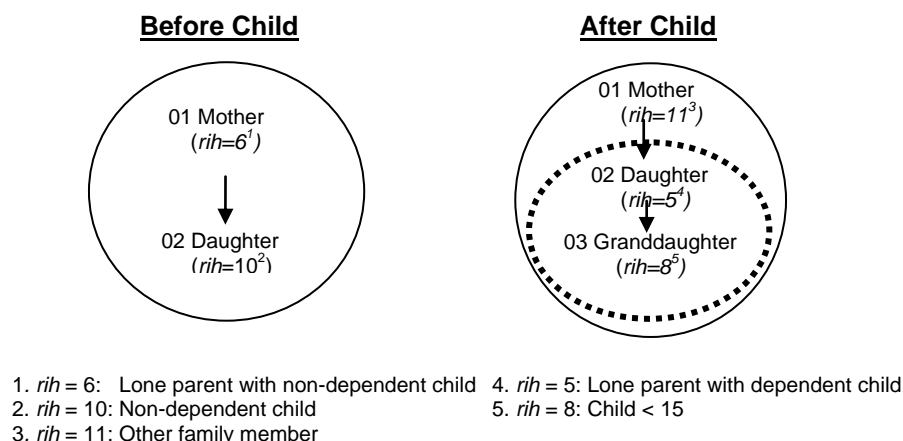 Before Child
After Child
01 Mother
(rih=6¹)
02 Daughter
(rih=10²)
01 Mother
(rih=11³)
02 Daughter
(rih=5⁴)
03 Granddaughter
(rih=8⁵)
1. rih = 6: Lone parent with non-dependent child
2. rih = 10: Non-dependent child
3. rih = 11: Other family member
4. rih = 5: Lone parent with dependent child
5. rih = 8: Child < 15